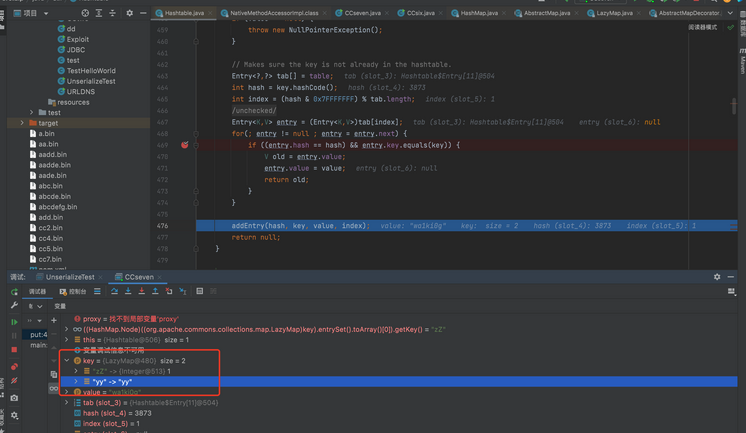 项目
Hashtable.java
NativeMethodAccessorImpl.class
CCseven.java
CCsix.java
HashMap.java
AbstractMap.java
LazyMap.java
AbstractMapDecorator.
阅读器模式
dd
Exploit
JDBC
test
TestHelloWorld
UnserializeTest
URLDNS
resources
test
target
a.bin
aa.bin
aadd.bin
aadde.bin
aade.bin
abc.bin
abcde.bin
abcdefg.bin
add.bin
cc2.bin
cc4.bin
cc5.bin
cc7.bin
459 throw new NullPointerException();
460 }
461
462 // Makes sure the key is not already in the hashtable.
463 Entry<?,?> tab[] = table; tab (slot_3): Hashtable$Entry[11]@504
464 int hash = key.hashCode(); hash (slot_4): 3873
465 int index = (hash & 0x7FFFFFFF) % tab.length; index (slot_5): 1
466 /unchecked/
467 Entry<K,V> entry = (Entry<K,V>)tab[index]; tab (slot_3): Hashtable$Entry[11]@504 entry (slot_6): null
468 for(; entry != null ; entry = entry.next) {
469 if ((entry.hash == hash) && entry.key.equals(key)) {
470 V old = entry.value;
471 entry.value = value; entry (slot_6): null
472 return old;
473 }
474 }
475
476 addEntry(hash, key, value, index); value: "wa1ki0g" key: size = 2 hash (slot_4): 3873 index (slot_5): 1
477 return null;
478 }
479
Maven
调试:
UnserializeTest
CCseven
调试器
控制台
变量
proxy = 找不到局部变量'proxy'
((HashMap.Node)((org.apache.commons.collections.map.LazyMap)key).entrySet().toArray()[0]).getKey() = "zZ"
this = {Hashtable@506} size = 1
变量调试信息不可用
put:4
main:
key = {LazyMap@480} size = 2
"zZ" -> {Integer@513} 1
"yy" -> "yy"
value = "wa1ki0g"
tab (slot_3) = {Hashtable$Entry[11]@504}
hash (slot_4) = 3873
index (slot_5) = 1